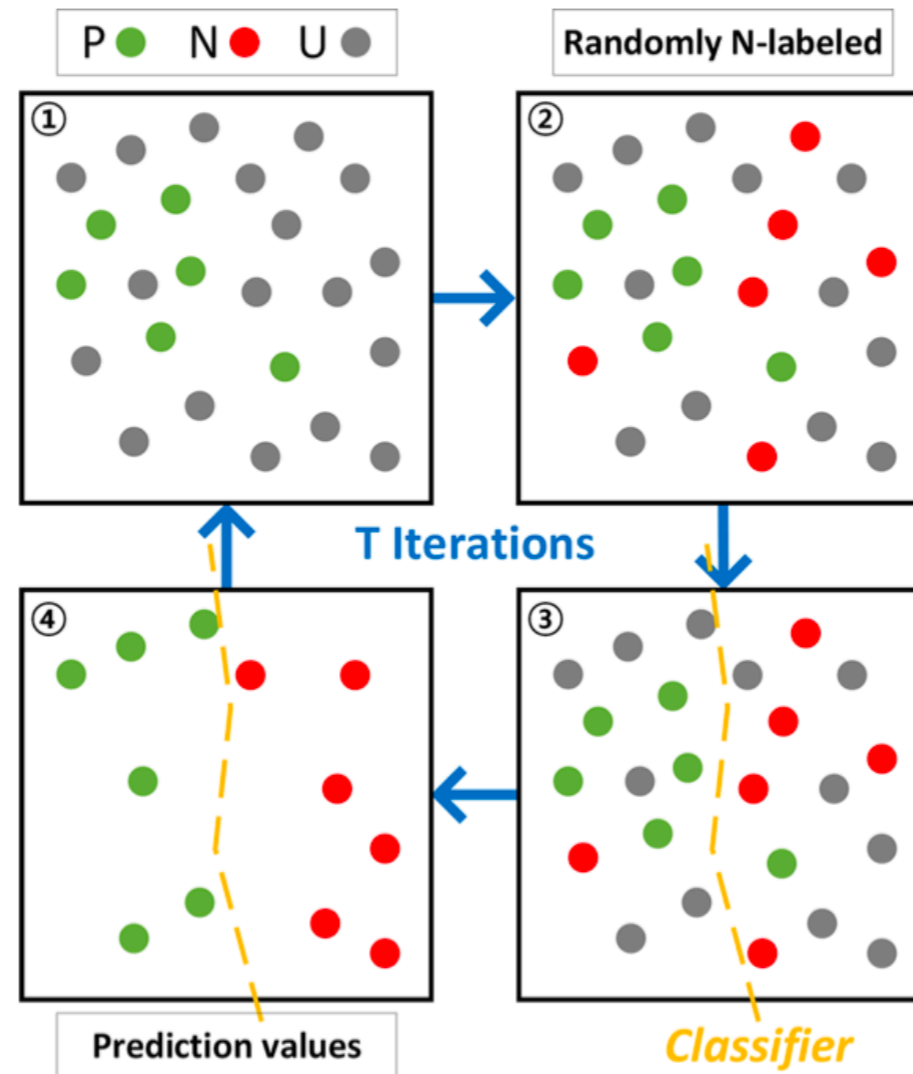 P N U
Randomly N-labeled
①
②
T Iterations
④
③
Prediction values
Classifier